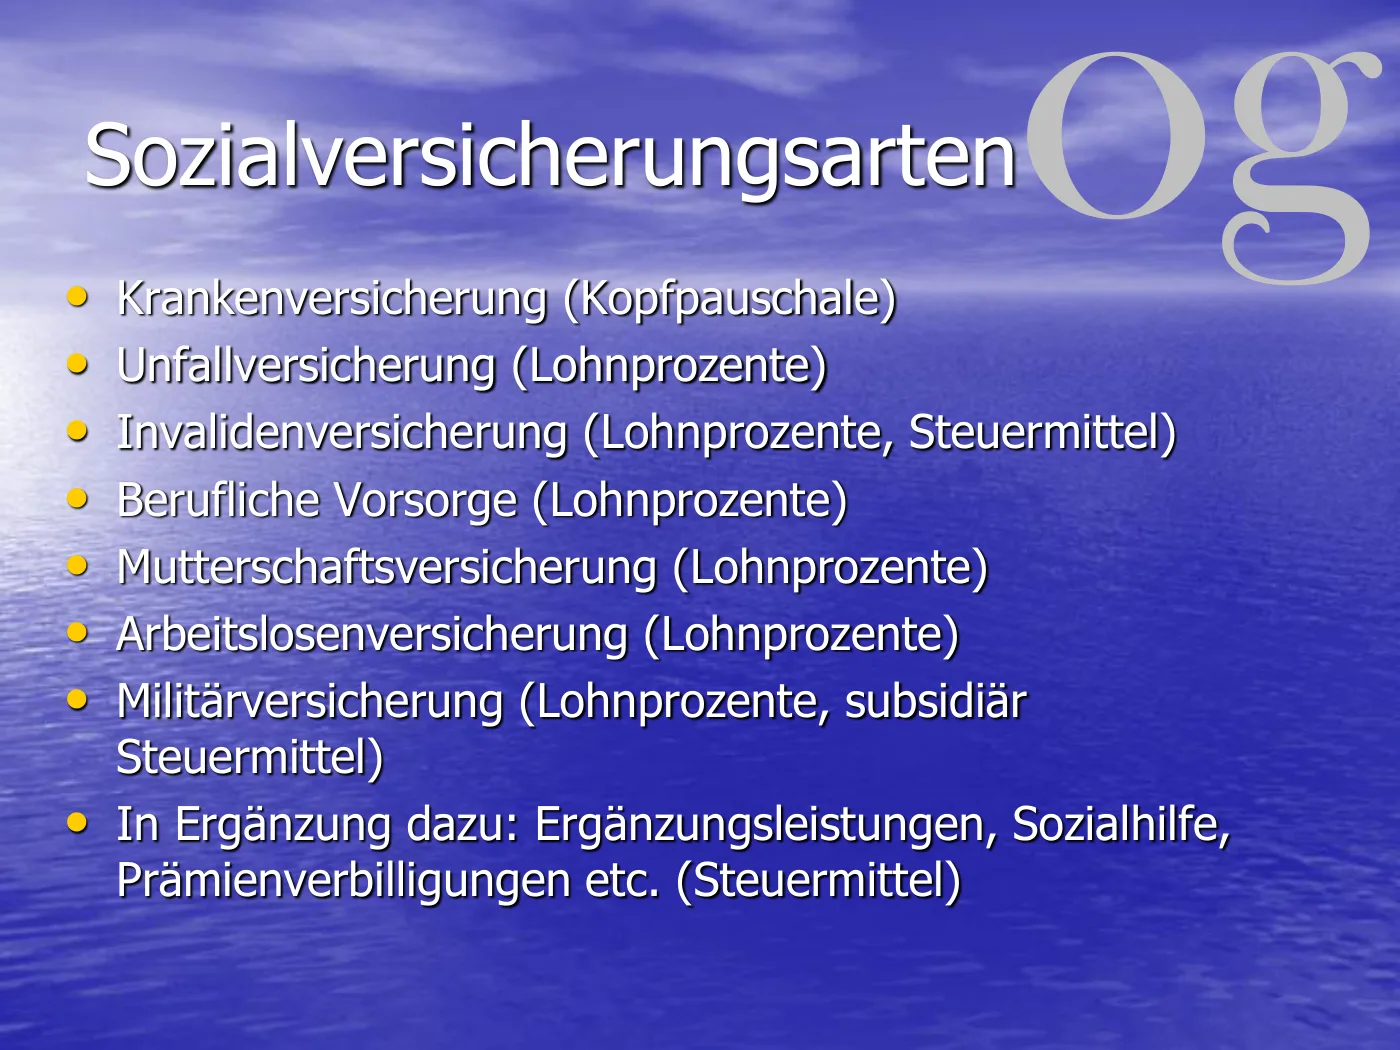 Sozialversicherungsarten
og
• Krankenversicherung (Kopfpauschale)
• Unfallversicherung (Lohnprozente)
• Invalidenversicherung (Lohnprozente, Steuermittel)
• Berufliche Vorsorge (Lohnprozente)
• Mutterschaftsversicherung (Lohnprozente)
• Arbeitslosenversicherung (Lohnprozente)
• Militärversicherung (Lohnprozente, subsidiär
Steuermittel)
• In Ergänzung dazu: Ergänzungsleistungen, Sozialhilfe,
Prämienverbilligungen etc. (Steuermittel)